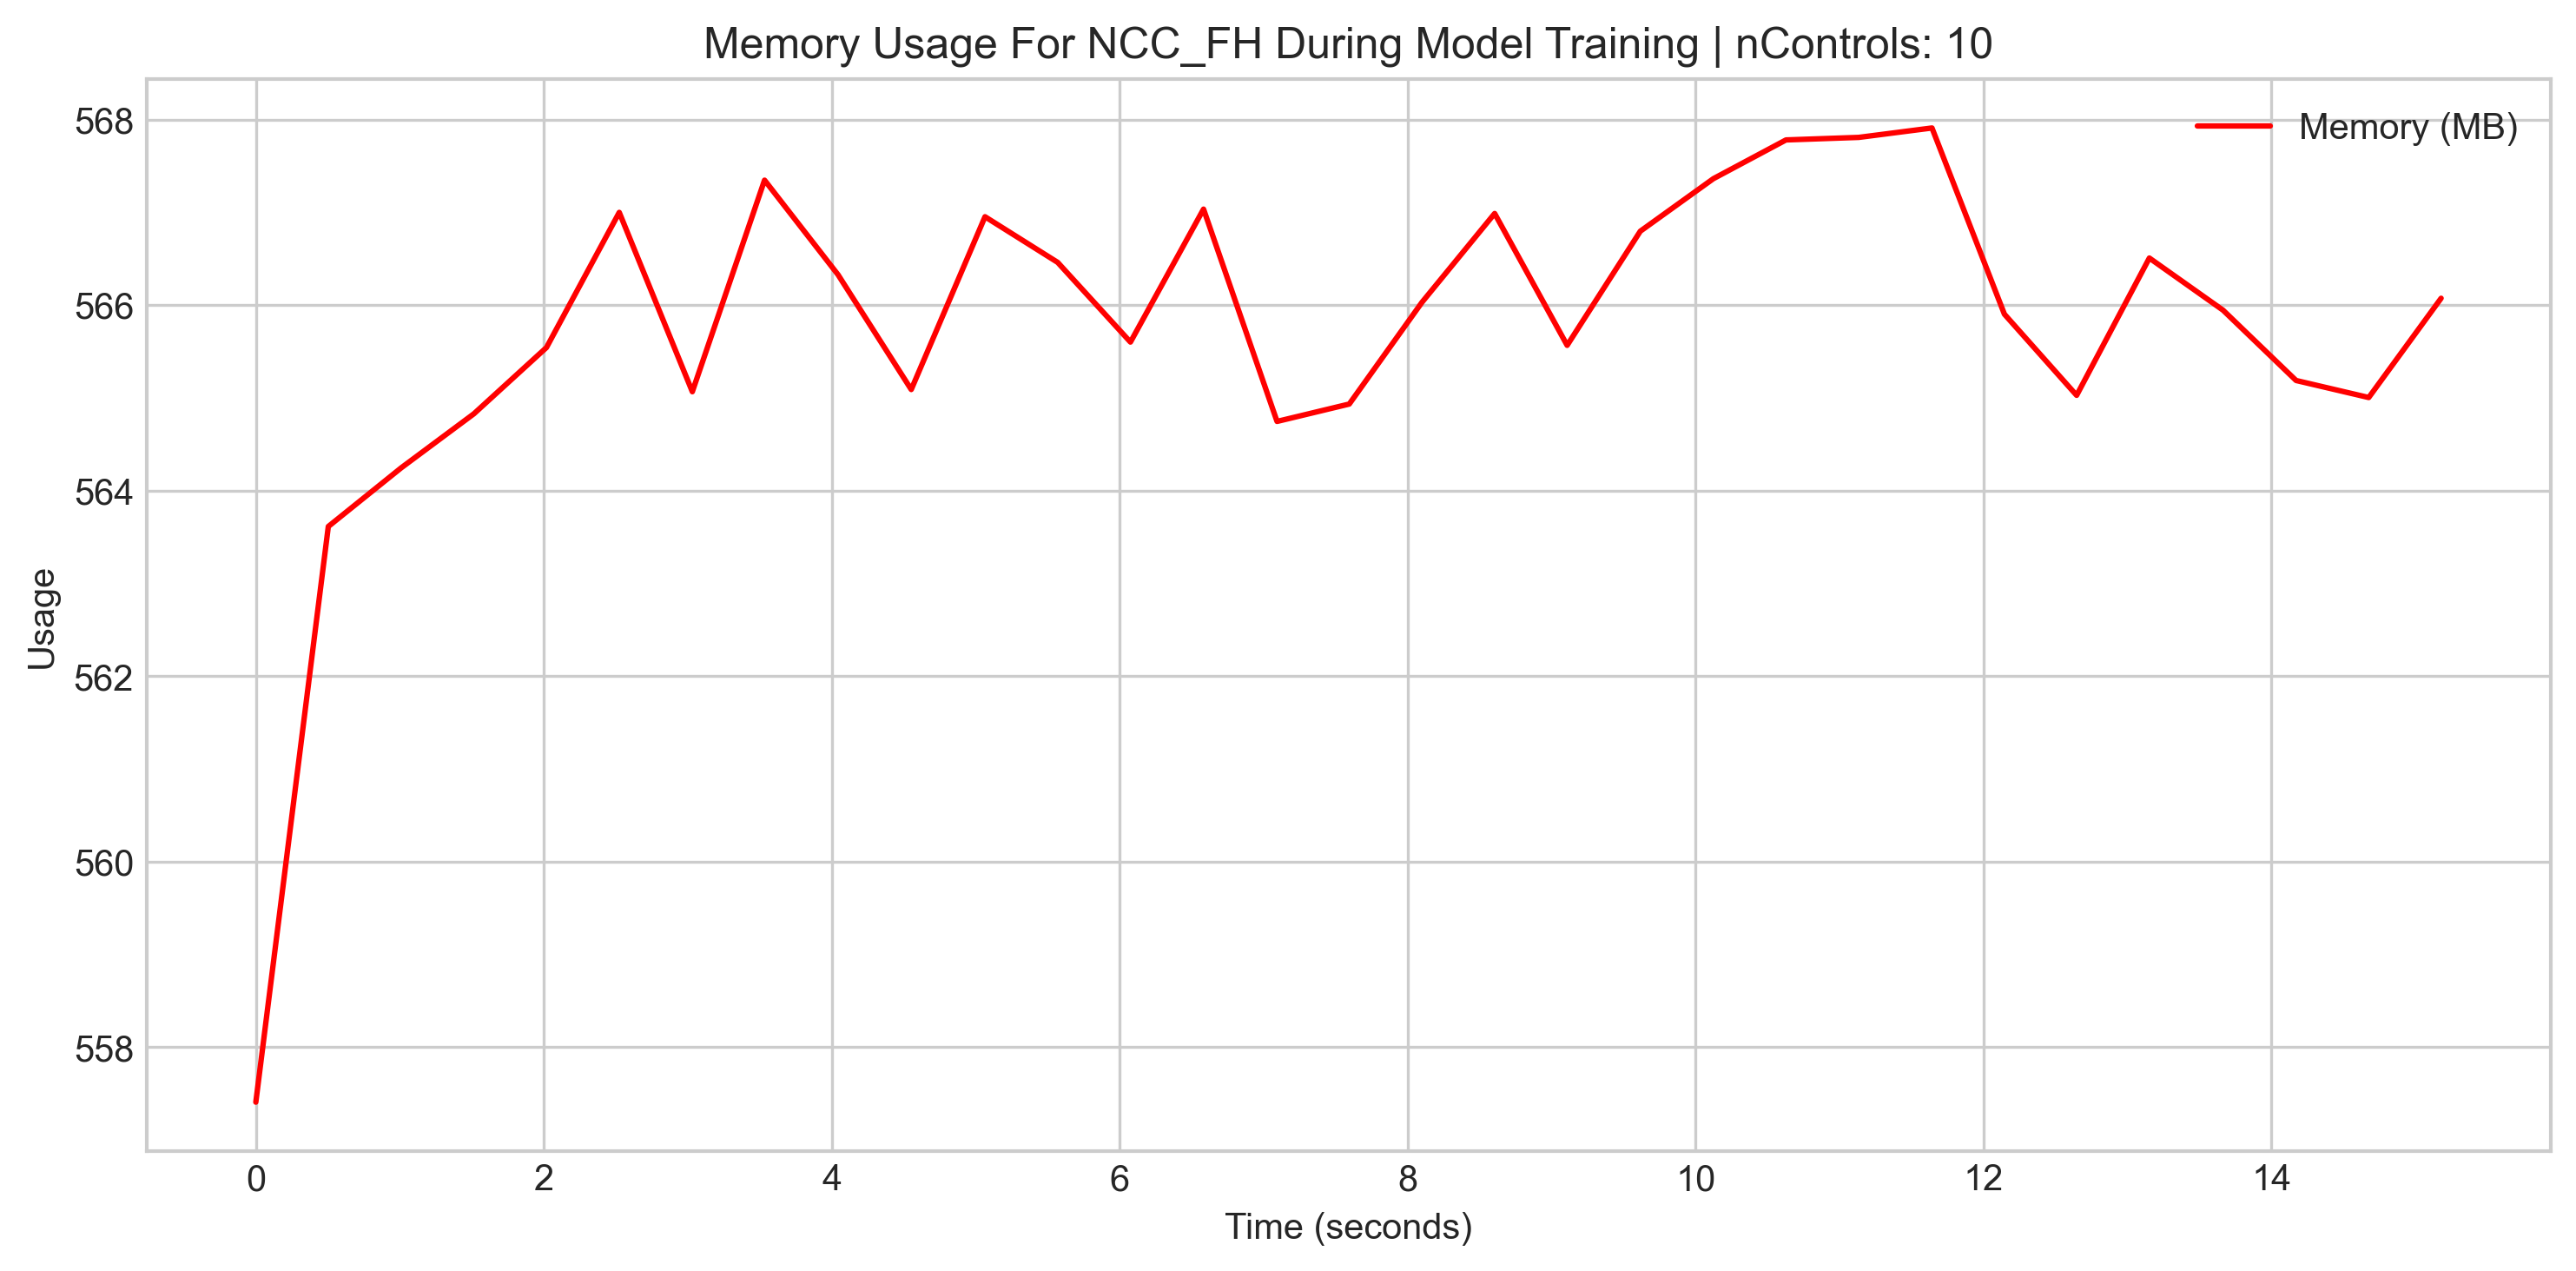 Memory Usage For NCC_FH During Model Training | nControls: 10
Memory (MB)
568
566
564
562
560
558
Usage
0 2 4 6 8 10 12 14
Time (seconds)